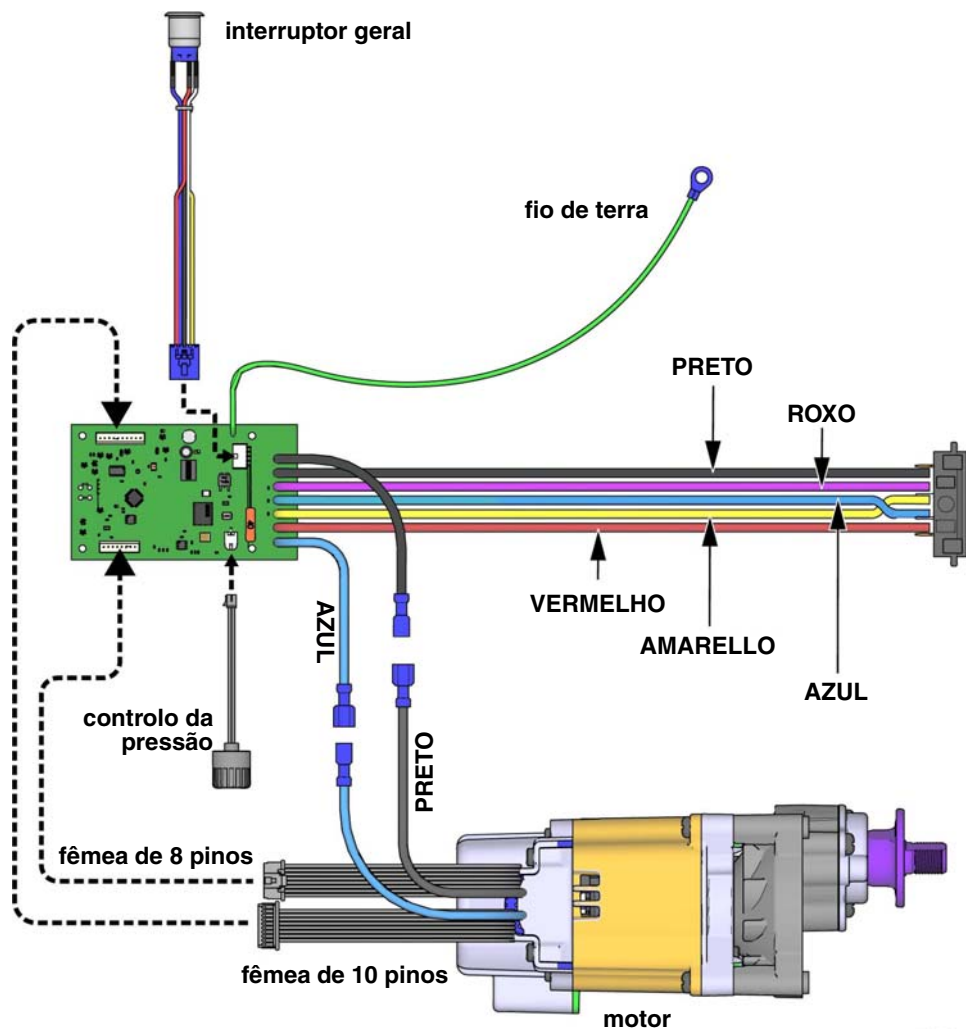 interruptor geral
fio de terra
PRETO
ROXO
VERMELHO
AMARELLO
AZUL
AZUL
PRETO
controlo da
pressão
fêmea de 8 pinos
fêmea de 10 pinos
motor